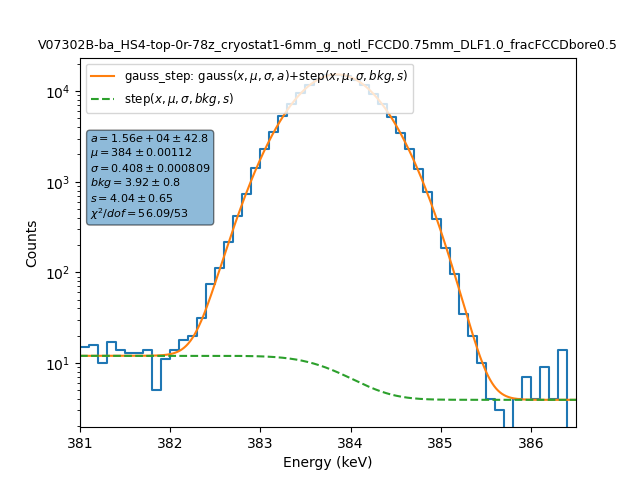 V07302B-ba_HS4-top-0r-78z_cryostat1-6mm_g_notl_FCCD0.75mm_DLF1.0_fracFCCDbore0.5
gauss_step: gauss(x, μ, σ, a)+step(x, μ, σ, bkg, s)
step(x, μ, σ, bkg, s)
a = 1.56e + 04 ± 42.8
μ = 384 ± 0.00112
σ = 0.408 ± 0.000809
bkg = 3.92 ± 0.8
s = 4.04 ± 0.65
χ²/dof = 56.09/53
10⁴
10³
10²
10¹
Counts
381 382 383 384 385 386
Energy (keV)